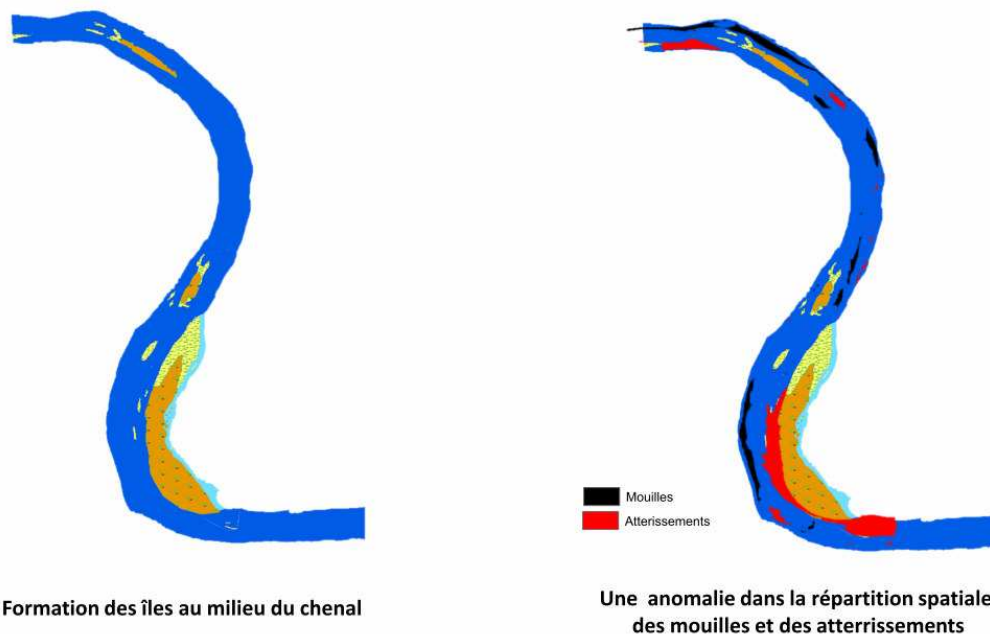 Mouilles
Atterissements
Formation des îles au milieu du chenal
Une anomalie dans la répartition spatiale
des mouilles et des atterrissements